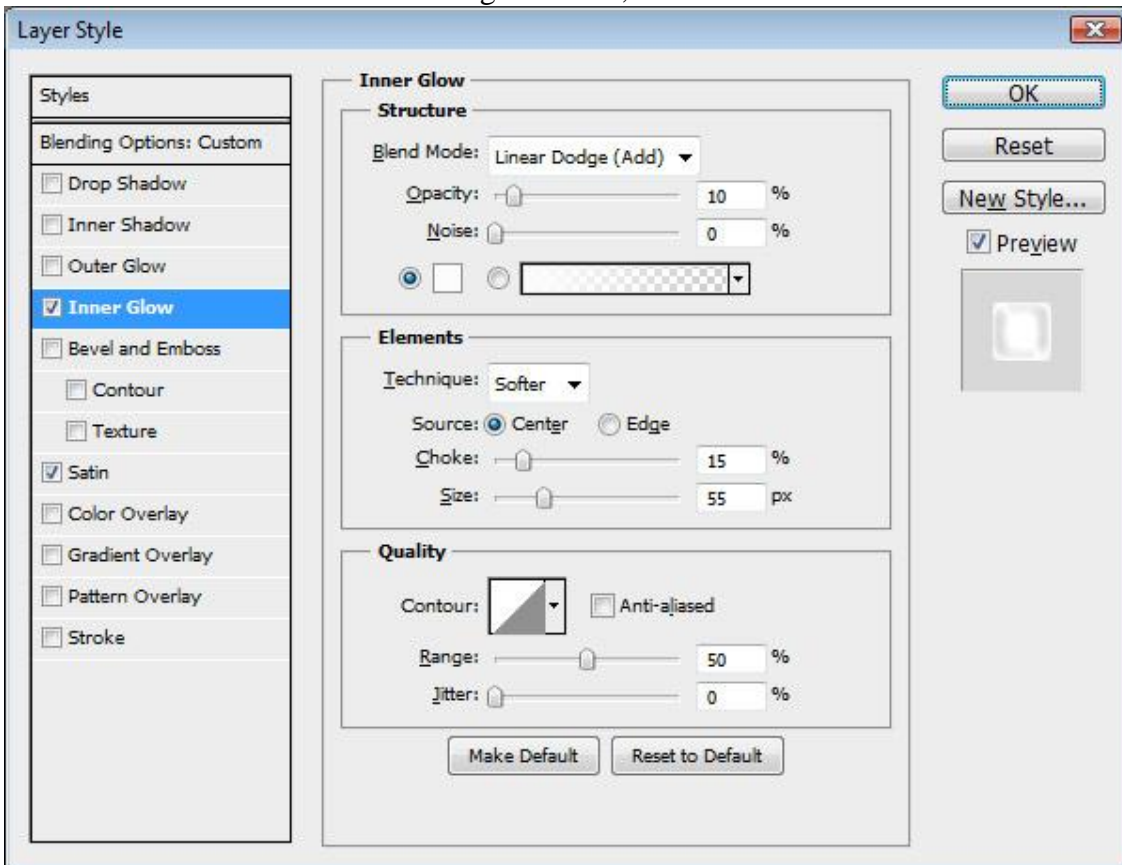 Layer Style
Styles
Blending Options: Custom
Drop Shadow
Inner Shadow
Outer Glow
Inner Glow
Bevel and Emboss
Contour
Texture
Satin
Color Overlay
Gradient Overlay
Pattern Overlay
Stroke
Inner Glow
Structure
Blend Mode: Linear Dodge (Add)
Opacity: 10 %
Noise: 0 %
Elements
Technique: Softer
Source: Center Edge
Choke: 15 %
Size: 55 px
Quality
Contour: Anti-aliased
Range: 50 %
Jitter: 0 %
Make Default Reset to Default
OK
Reset
New Style...
Preview